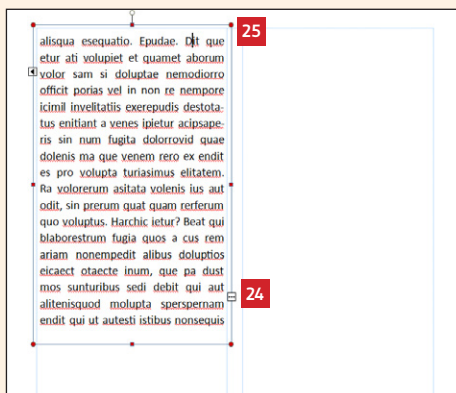 25
alisqua esequatio. Epudae. Dit que
etur ati volupiet et quamet aborum
volor sam si doluptae nemodiorro
officit porias vel in non re nempore
icimil invelitatiis exerepudis destota-
tus enitiant a venes ipietur acipsape-
ris sin num fugita dolorrovid quae
dolenis ma que venem rero ex endit
es pro volupta turiasimus elitatem.
Ra volorerum asitata volenis ius aut
odit, sin prerum quat quam rerferum
quo voluptus. Harchic ietur? Beat qui
blaborestrum fugia quos a cus rem
ariam nonempedit alibus doluptios
eicaect otaecte inum, que pa dust
mos sunturibus sedi debit qui aut
alitenisquod molupta sperspernam
endit qui ut autesti istibus nonsequis
24